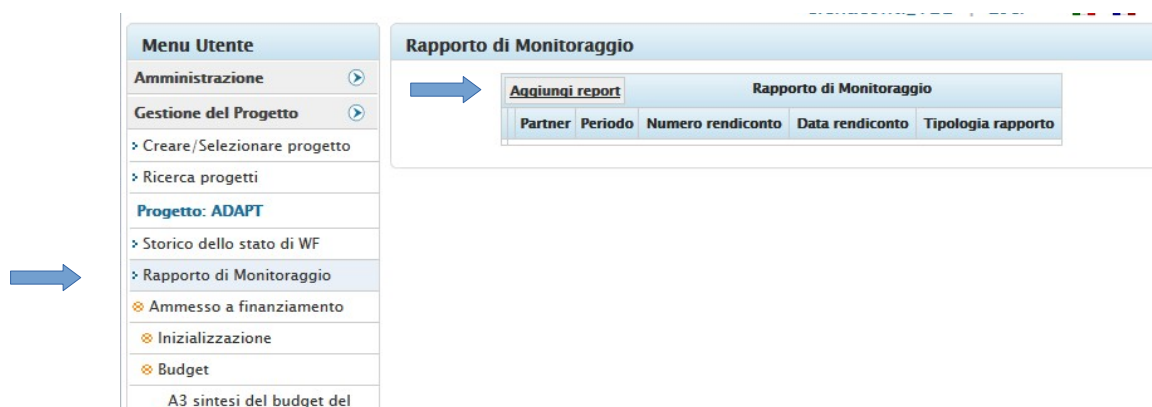 Menu Utente
Amministrazione
Gestione del Progetto
Creare/Selezionare progetto
Ricerca progetti
Progetto: ADAPT
Storico dello stato di WF
Rapporto di Monitoraggio
Ammesso a finanziamento
Inizializzazione
Budget
A3 sintesi del budget del
Rapporto di Monitoraggio
Aggiungi report Rapporto di Monitoraggio
Partner Periodo Numero rendiconto Data rendiconto Tipologia rapporto